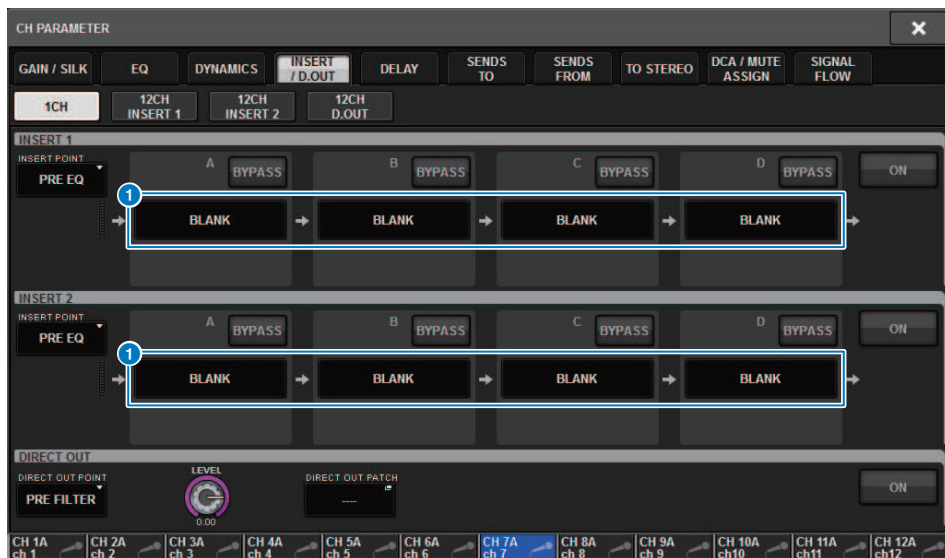 CH PARAMETER
GAIN / SILK EQ DYNAMICS INSERT / D.OUT DELAY SENDS TO SENDS FROM TO STEREO DCA / MUTE ASSIGN SIGNAL FLOW
1CH 12CH INSERT 1 12CH INSERT 2 12CH D.OUT
INSERT 1
INSERT POINT
PRE EQ
A BYPASS B BYPASS C BYPASS D BYPASS ON
1
BLANK BLANK BLANK BLANK
INSERT 2
INSERT POINT
PRE EQ
A BYPASS B BYPASS C BYPASS D BYPASS ON
1
BLANK BLANK BLANK BLANK
DIRECT OUT
DIRECT OUT POINT LEVEL DIRECT OUT PATCH
PRE FILTER ---- ON
0.00
CH 1A CH 2A CH 3A CH 4A CH 5A CH 6A CH 7A CH 8A CH 9A CH 10A CH 11A CH 12A
ch 1 ch 2 ch 3 ch 4 ch 5 ch 6 ch 7 ch 8 ch 9 ch10 ch11 ch12